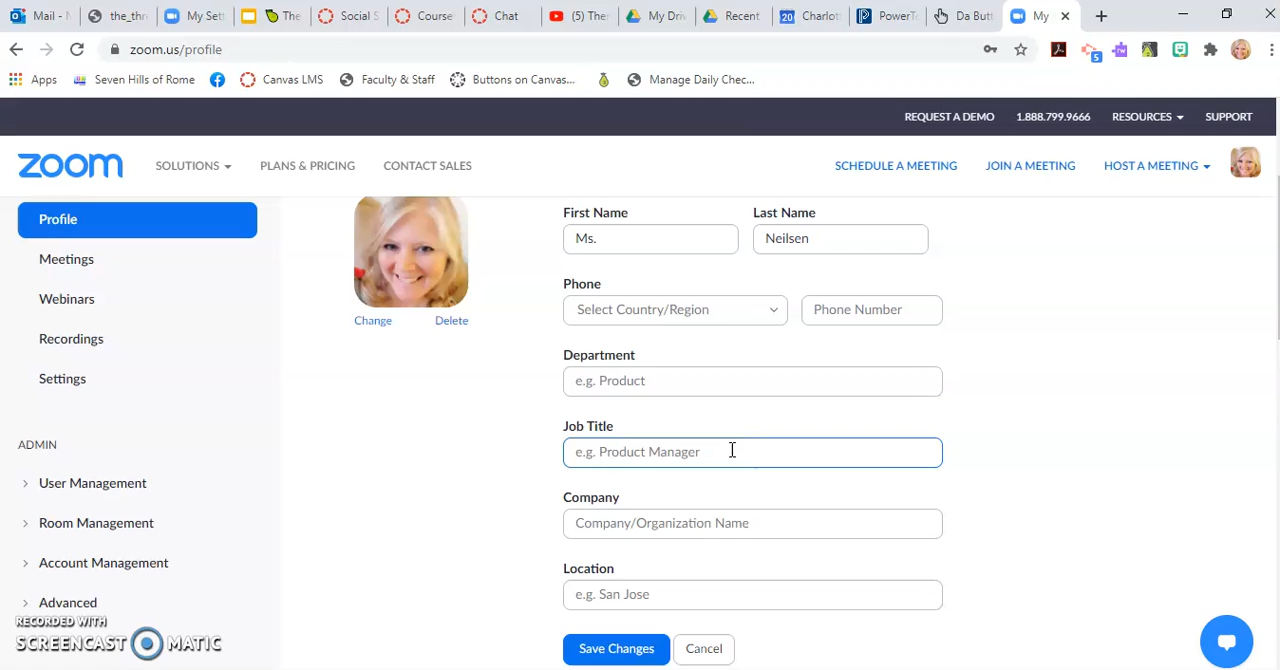 Mail - N
the_thr
My Set
The
Social S
Course
Chat
(5) Ther
My Driv
Recent
20 Charlot
PowerTo
Da Butt
My
zoom.us/profile
5
Apps Seven Hills of Rome Canvas LMS Faculty & Staff Buttons on Canvas... Manage Daily Chec...
REQUEST A DEMO 1.888.799.9666 RESOURCES SUPPORT
zoom SOLUTIONS PLANS & PRICING CONTACT SALES SCHEDULE A MEETING JOIN A MEETING HOST A MEETING
Profile
Meetings
Webinars
Recordings
Settings
ADMIN
User Management
Room Management
Account Management
Advanced
RECORDED WITH
SCREENCAST MATIC
Change Delete
First Name Last Name
Ms. Neilsen
Phone
Select Country/Region Phone Number
Department
e.g. Product
Job Title
e.g. Product Manager
Company
Company/Organization Name
Location
e.g. San Jose
Save Changes Cancel